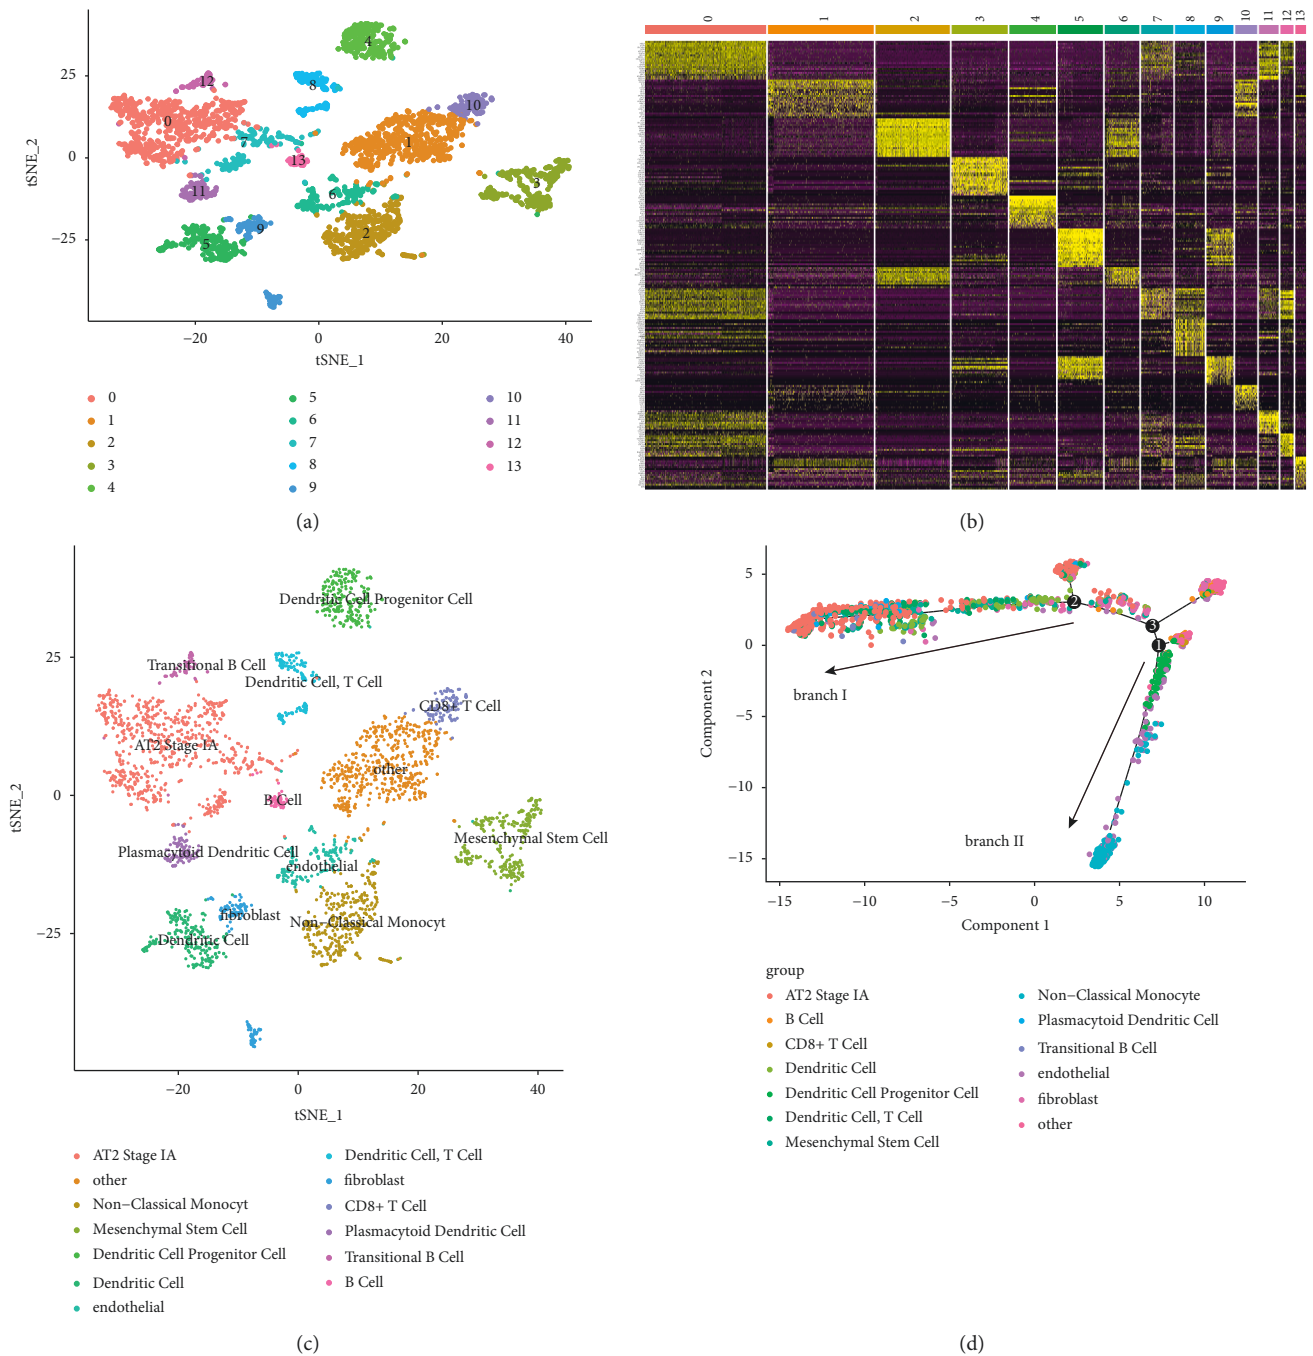 25
0
−25
tSNE_2
−20
0
20
40
tSNE_1
0
1
2
3
4
5
6
7
8
9
10
11
12
13
0
1
2
3
4
5
6
7
8
9
10
11
12
13
(a)
0
1
2
3
4
5
6
7
8
9
10
11
12
13
(b)
25
0
−25
tSNE_2
−20
0
20
40
tSNE_1
Dendritic Cell Progenitor Cell
Transitional B Cell
Dendritic Cell, T Cell
CD8+ T Cell
AT2 Stage IA
other
B Cell
Mesenchymal Stem Cell
Plasmacytoid Dendritic Cell
endothelial
fibroblast
Non−Classical Monocyt
Dendritic Cell
AT2 Stage IA
other
Non−Classical Monocyt
Mesenchymal Stem Cell
Dendritic Cell Progenitor Cell
Dendritic Cell
endothelial
Dendritic Cell, T Cell
fibroblast
CD8+ T Cell
Plasmacytoid Dendritic Cell
Transitional B Cell
B Cell
(c)
5
0
−5
−10
−15
Component 2
−15
−10
−5
0
5
10
Component 1
2
3
1
branch I
branch II
group
AT2 Stage IA
B Cell
CD8+ T Cell
Dendritic Cell
Dendritic Cell Progenitor Cell
Dendritic Cell, T Cell
Mesenchymal Stem Cell
Non−Classical Monocyte
Plasmacytoid Dendritic Cell
Transitional B Cell
endothelial
fibroblast
other
(d)